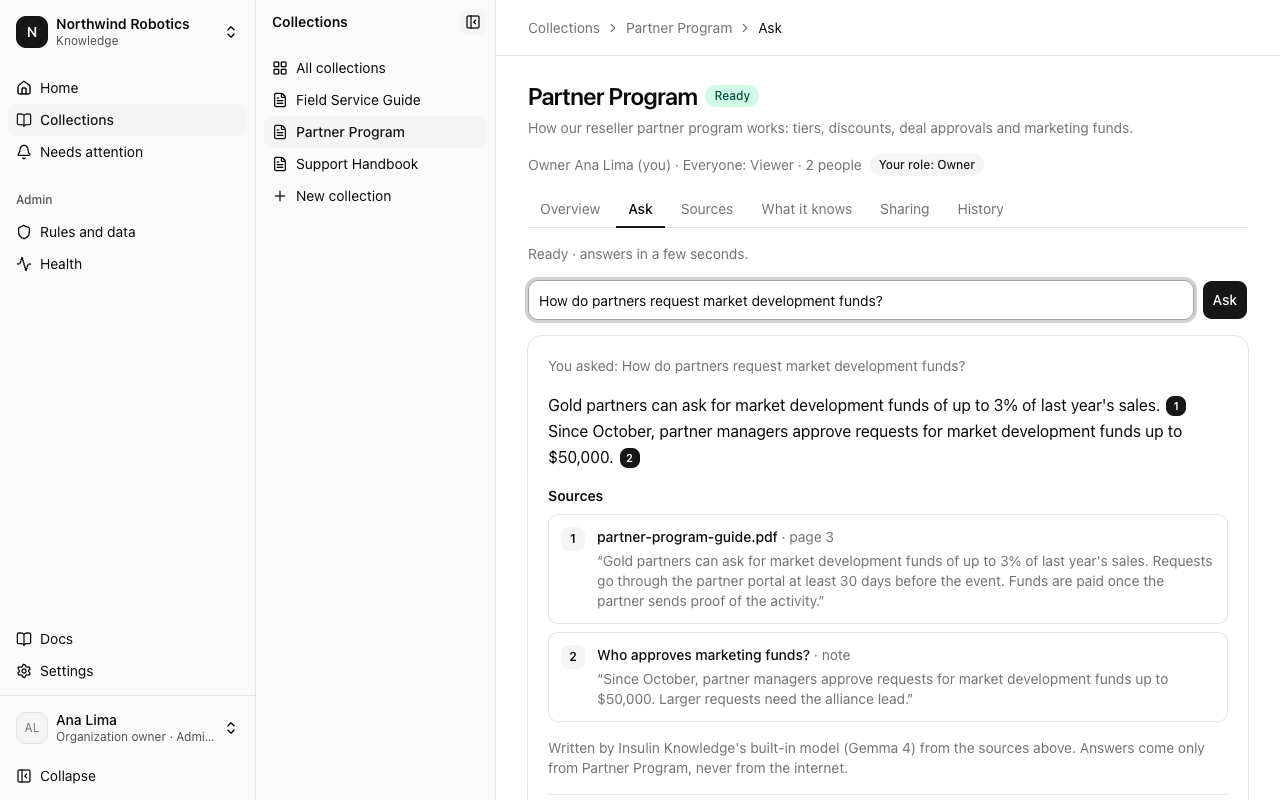 N
Northwind Robotics
Knowledge
Home
Collections
Needs attention
Admin
Rules and data
Health
Docs
Settings
AL
Ana Lima
Organization owner · Admi...
Collapse
Collections
All collections
Field Service Guide
Partner Program
Support Handbook
New collection
Collections > Partner Program > Ask
Partner Program Ready
How our reseller partner program works: tiers, discounts, deal approvals and marketing funds.
Owner Ana Lima (you) · Everyone: Viewer · 2 people Your role: Owner
Overview Ask Sources What it knows Sharing History
Ready · answers in a few seconds.
How do partners request market development funds? Ask
You asked: How do partners request market development funds?
Gold partners can ask for market development funds of up to 3% of last year's sales. 1
Since October, partner managers approve requests for market development funds up to
$50,000. 2
Sources
1 partner-program-guide.pdf · page 3
“Gold partners can ask for market development funds of up to 3% of last year's sales. Requests
go through the partner portal at least 30 days before the event. Funds are paid once the
partner sends proof of the activity.”
2 Who approves marketing funds? · note
“Since October, partner managers approve requests for market development funds up to
$50,000. Larger requests need the alliance lead.”
Written by Insulin Knowledge's built-in model (Gemma 4) from the sources above. Answers come only
from Partner Program, never from the internet.